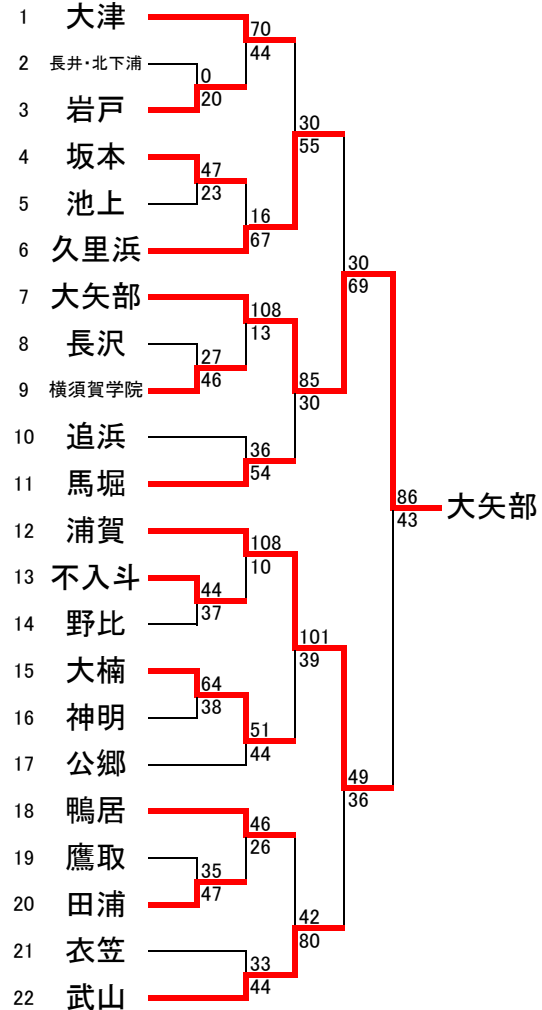 1 大津
70
44
2 長井・北下浦
0
20
3 岩戸
30
55
4 坂本
47
23
5 池上
16
67
6 久里浜
30
69
7 大矢部
108
13
8 長沢
27
46
9 横須賀学院
85
30
10 追浜
36
54
11 馬堀
86
43
大矢部
12 浦賀
108
10
13 不入斗
44
37
14 野比
101
39
15 大楠
64
38
16 神明
51
44
17 公郷
49
36
18 鴨居
46
26
19 鷹取
35
47
20 田浦
42
80
21 衣笠
33
44
22 武山